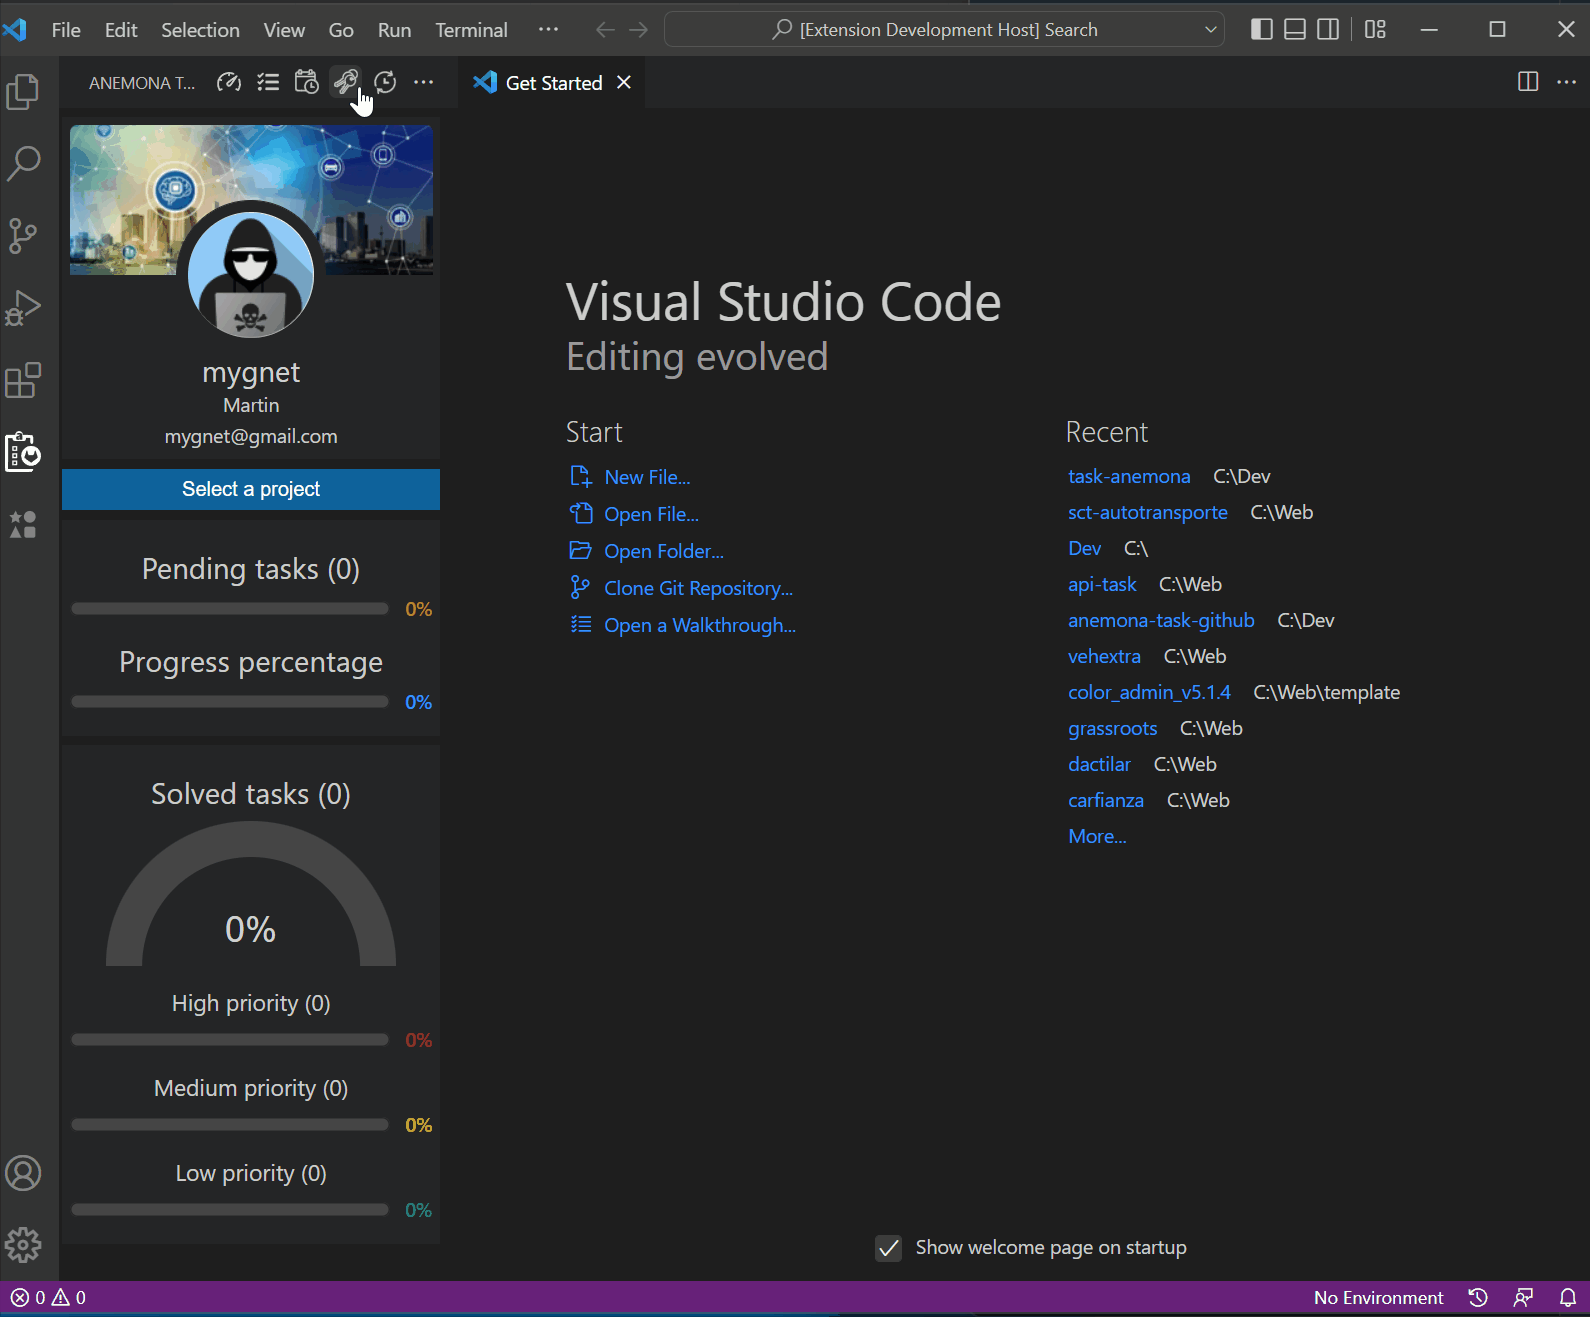 File Edit Selection View Go Run Terminal ··· [Extension Development Host] Search
ANEMONA T... Get Started
mygnet
Martin
mygnet@gmail.com
Select a project
Pending tasks (0)
0%
Progress percentage
0%
Solved tasks (0)
0%
High priority (0)
0%
Medium priority (0)
0%
Low priority (0)
0%
Visual Studio Code
Editing evolved
Start
New File...
Open File...
Open Folder...
Clone Git Repository...
Open a Walkthrough...
Recent
task-anemona C:\Dev
sct-autotransporte C:\Web
Dev C:\
api-task C:\Web
anemona-task-github C:\Dev
vehextra C:\Web
color_admin_v5.1.4 C:\Web\template
grassroots C:\Web
dactilar C:\Web
carfianza C:\Web
More...
Show welcome page on startup
0 0 No Environment